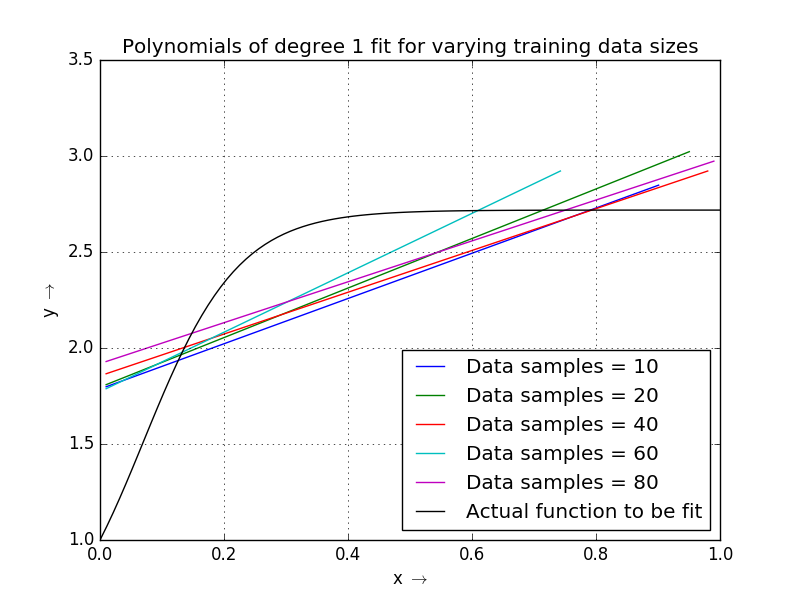 Polynomials of degree 1 fit for varying training data sizes
3.5
3.0
2.5
2.0
1.5
1.0
y →
Data samples = 10
Data samples = 20
Data samples = 40
Data samples = 60
Data samples = 80
Actual function to be fit
0.0 0.2 0.4 0.6 0.8 1.0
x →